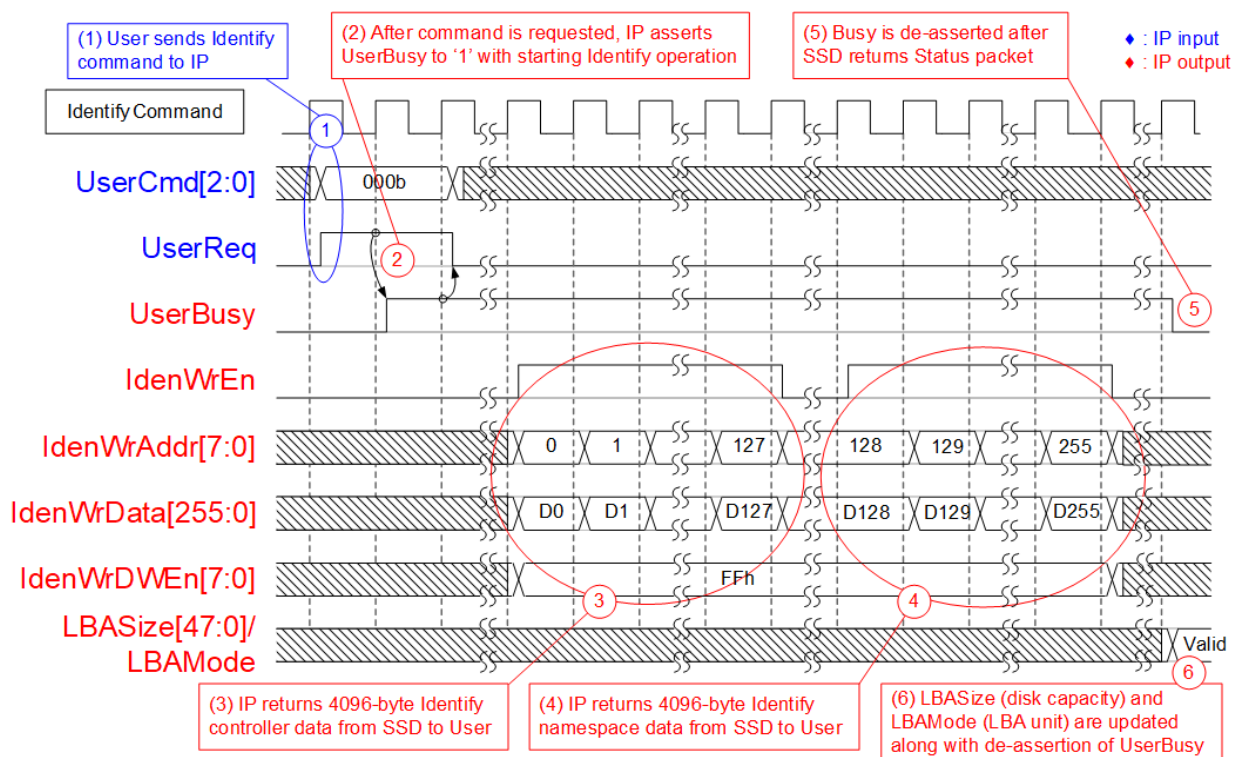 (1) User sends Identify
command to IP
(2) After command is requested, IP asserts
UserBusy to ‘1’ with starting Identify operation
(5) Busy is de-asserted after
SSD returns Status packet
♦ : IP input
♦ : IP output
Identify Command
1
UserCmd[2:0]
000b
UserReq
2
UserBusy
5
IdenWrEn
IdenWrAddr[7:0]
0 1 127 128 129 255
IdenWrData[255:0]
D0 D1 D127 D128 D129 D255
IdenWrDWEn[7:0]
FFh
3
4
LBASize[47:0]/
LBAMode
Valid
6
(3) IP returns 4096-byte Identify
controller data from SSD to User
(4) IP returns 4096-byte Identify
namespace data from SSD to User
(6) LBASize (disk capacity) and
LBAMode (LBA unit) are updated
along with de-assertion of UserBusy